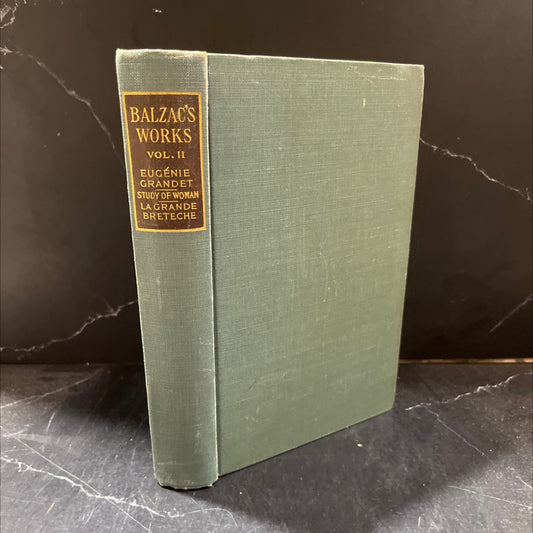 BALZAC'S
WORKS
VOL. II
EUGÉNIE
GRANDET
STUDY OF WOMAN
LA GRANDE
BRETECHE